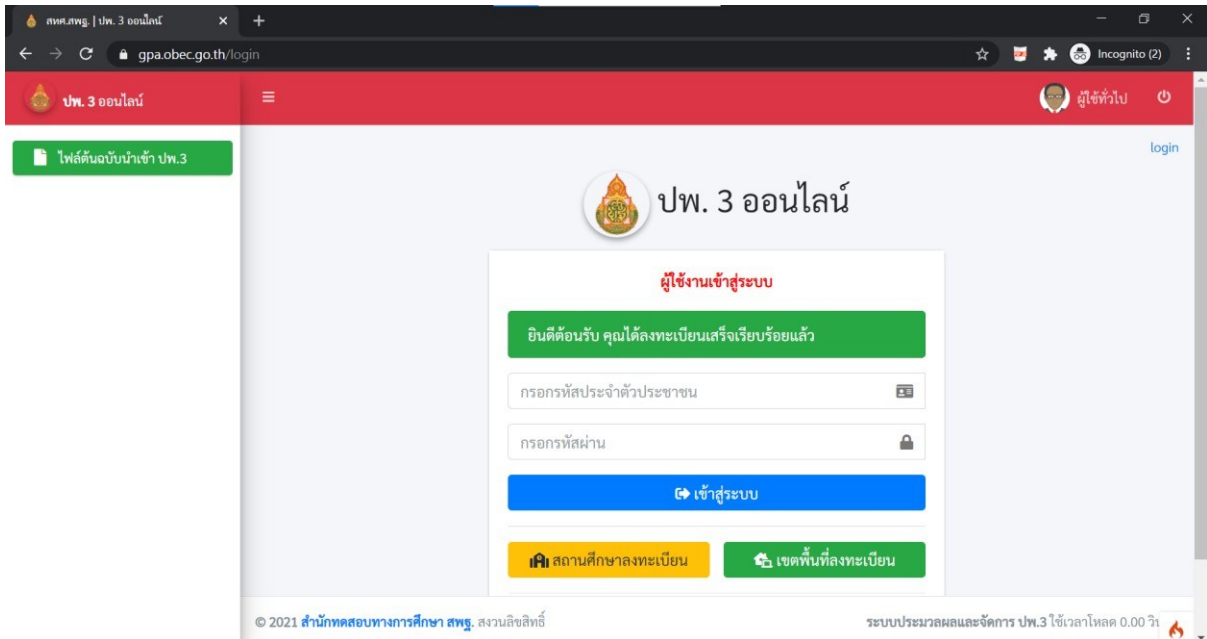 สทศ.สพฐ. | ปพ. 3 ออนไลน์
gpa.obec.go.th/login
Incognito (2)
ปพ. 3 ออนไลน์
ผู้ใช้ทั่วไป
ไฟล์ต้นฉบับนำเข้า ปพ.3
login
ปพ. 3 ออนไลน์
ผู้ใช้งานเข้าสู่ระบบ
ยินดีต้อนรับ คุณได้ลงทะเบียนเสร็จเรียบร้อยแล้ว
กรอกรหัสประจำตัวประชาชน
กรอกรหัสผ่าน
เข้าสู่ระบบ
สถานศึกษาลงทะเบียน
เขตพื้นที่ลงทะเบียน
© 2021 สำนักทดสอบทางการศึกษา สพฐ. สงวนลิขสิทธิ์
ระบบประมวลผลและจัดการ ปพ.3 ใช้เวลาโหลด 0.00